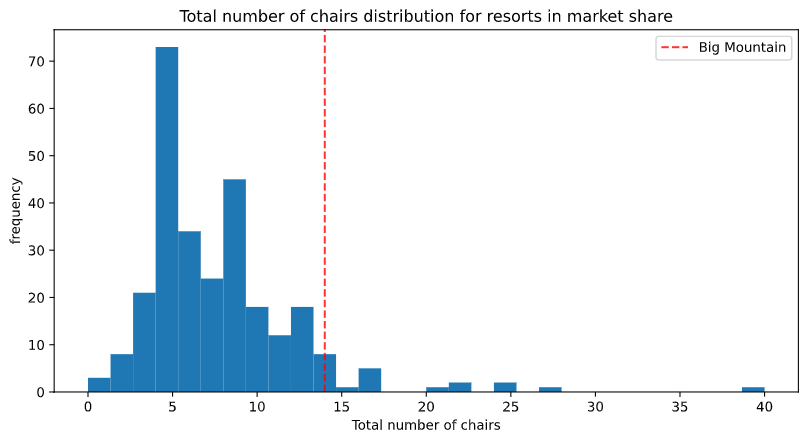 Total number of chairs distribution for resorts in market share
Big Mountain
frequency
70
60
50
40
30
20
10
0
0 5 10 15 20 25 30 35 40
Total number of chairs